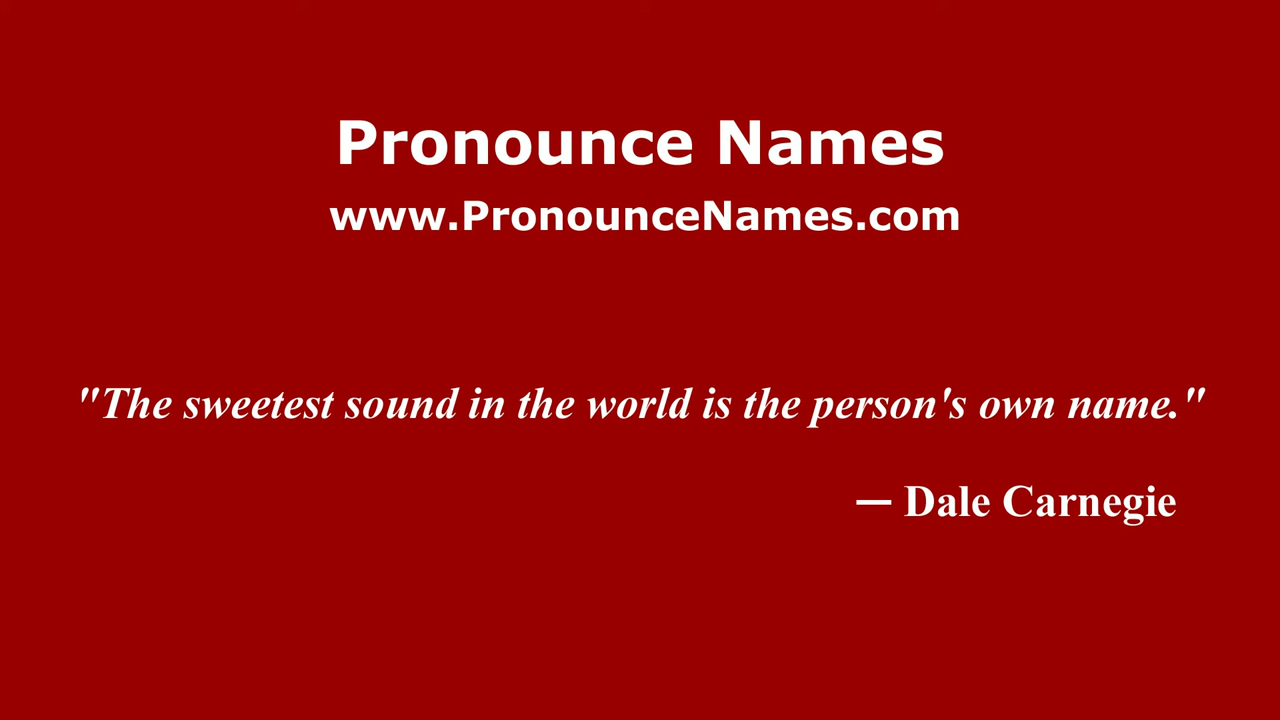 Pronounce Names
www.PronounceNames.com
"The sweetest sound in the world is the person's own name."
— Dale Carnegie